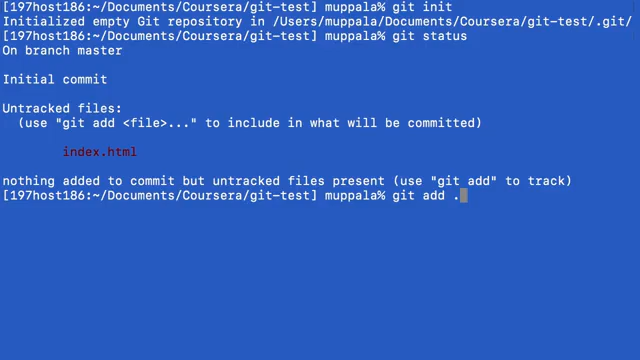 [197host186:~/Documents/Coursera/git-test] muppala% git init
Initialized empty Git repository in /Users/muppala/Documents/Coursera/git-test/.git/
[197host186:~/Documents/Coursera/git-test] muppala% git status
On branch master
Initial commit
Untracked files:
(use "git add <file>..." to include in what will be committed)
index.html
nothing added to commit but untracked files present (use "git add" to track)
[197host186:~/Documents/Coursera/git-test] muppala% git add .